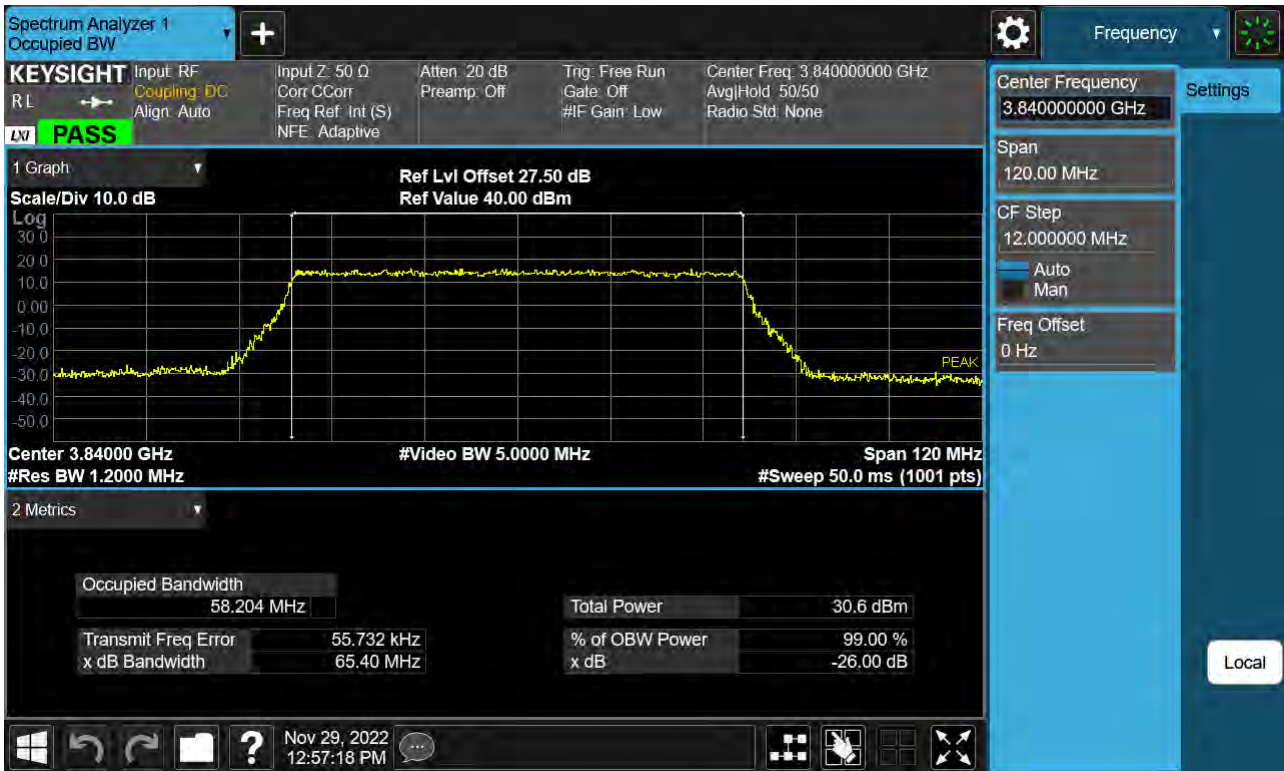 Spectrum Analyzer 1
Occupied BW
+
Frequency
KEYSIGHT
R L
LXI PASS
Input: RF
Coupling: DC
Align: Auto
Input Z: 50 Ω
Corr CCorr
Freq Ref: Int (S)
NFE: Adaptive
Atten: 20 dB
Preamp: Off
Trig: Free Run
Gate: Off
#IF Gain: Low
Center Freq: 3.840000000 GHz
Avg|Hold: 50/50
Radio Std: None
Center Frequency
3.840000000 GHz
Settings
Span
120.00 MHz
CF Step
12.000000 MHz
Auto
Man
Freq Offset
0 Hz
Local
1 Graph
Scale/Div 10.0 dB
Ref Lvl Offset 27.50 dB
Ref Value 40.00 dBm
Log
30.0
20.0
10.0
0.00
-10.0
-20.0
-30.0
-40.0
-50.0
PEAK
Center 3.84000 GHz
#Video BW 5.0000 MHz
Span 120 MHz
#Res BW 1.2000 MHz
#Sweep 50.0 ms (1001 pts)
2 Metrics
Occupied Bandwidth
58.204 MHz
Total Power 30.6 dBm
Transmit Freq Error 55.732 kHz
% of OBW Power 99.00 %
x dB Bandwidth 65.40 MHz
x dB -26.00 dB
?
Nov 29, 2022
12:57:18 PM